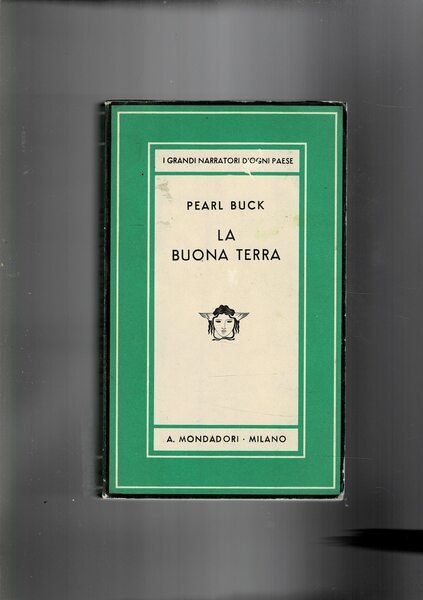 I GRANDI NARRATORI D'OGNI PAESE
PEARL BUCK
LA
BUONA TERRA
A. MONDADORI · MILANO